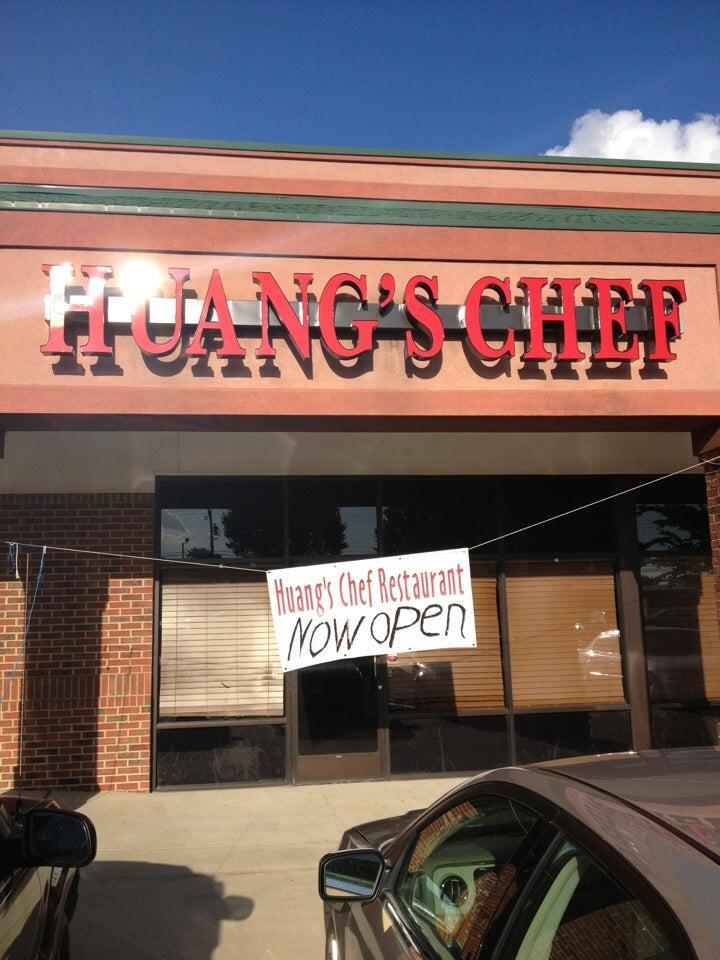 HUANG'S CHEF
Huang's Chef Restaurant
NOW OPEN